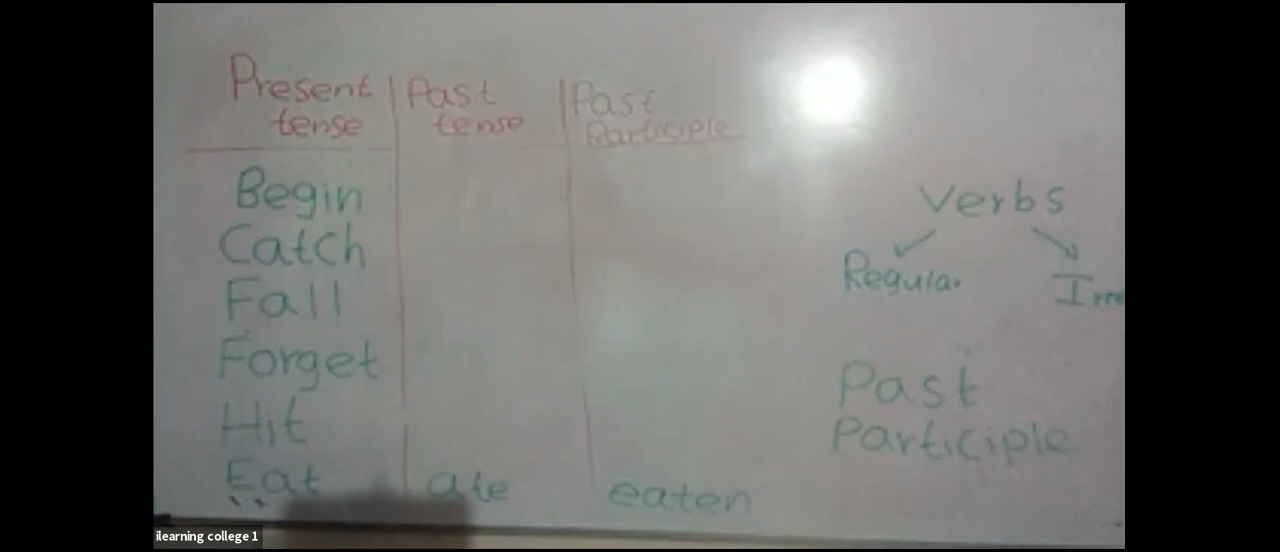 Present tense | Past tense | Past Participle
Begin
Catch
Fall
Forget
Hit
Eat ate eaten
Verbs
Regular
Past
Participle
ilearning college 1